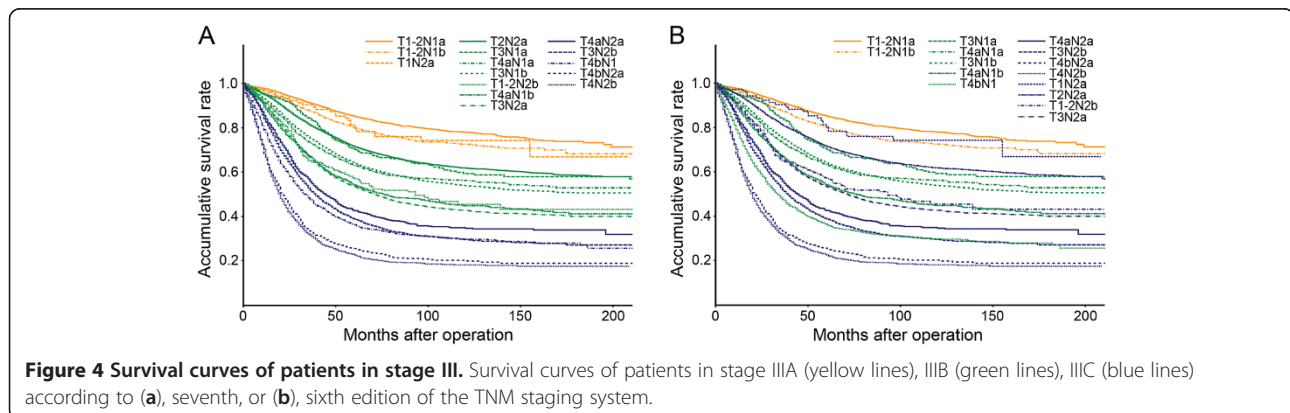 A
T1-2N1a
T1-2N1b
T1N2a
T2N2a
T3N1a
T4aN1a
T3N1b
T1-2N2b
T4aN1b
T3N2a
T4aN2a
T3N2b
T4bN1
T4bN2a
T4N2b
Accumulative survival rate
1.0
0.8
0.6
0.4
0.2
0
50
100
150
200
Months after operation
B
T1-2N1a
T1-2N1b
T3N1a
T4aN1a
T3N1b
T4aN1b
T4bN1
T4aN2a
T3N2b
T4bN2a
T4N2b
T1N2a
T2N2a
T1-2N2b
T3N2a
Accumulative survival rate
1.0
0.8
0.6
0.4
0.2
0
50
100
150
200
Months after operation
Figure 4 Survival curves of patients in stage III. Survival curves of patients in stage IIIA (yellow lines), IIIB (green lines), IIIC (blue lines)
according to (a), seventh, or (b), sixth edition of the TNM staging system.